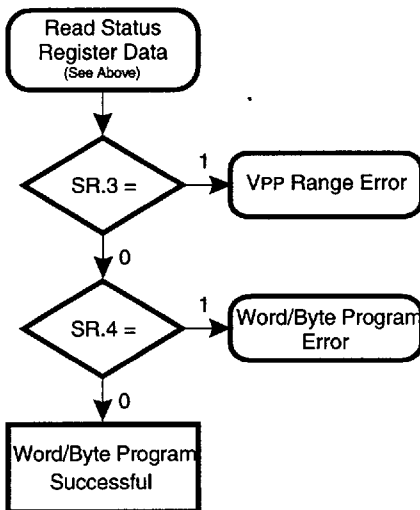 Read Status
Register Data
(See Above)
SR.3 =
1
VPP Range Error
0
SR.4 =
1
Word/Byte Program
Error
0
Word/Byte Program
Successful